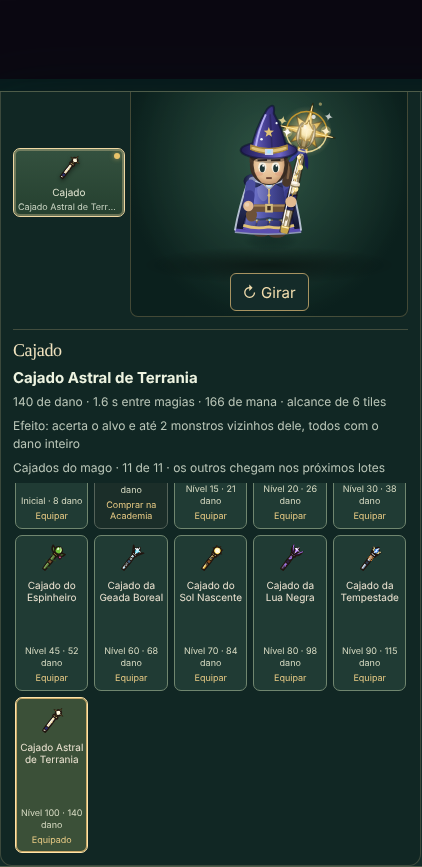 Cajado
Cajado Astral de Terr...
↻ Girar
Cajado
Cajado Astral de Terrania
140 de dano · 1.6 s entre magias · 166 de mana · alcance de 6 tiles
Efeito: acerta o alvo e até 2 monstros vizinhos dele, todos com o
dano inteiro
Cajados do mago · 11 de 11 · os outros chegam nos próximos lotes
Inicial · 8 dano
Equipar
dano
Comprar na
Academia
Nível 15 · 21
dano
Equipar
Nível 20 · 26
dano
Equipar
Nível 30 · 38
dano
Equipar
Cajado do
Espinheiro
Nível 45 · 52
dano
Equipar
Cajado da
Geada Boreal
Nível 60 · 68
dano
Equipar
Cajado do
Sol Nascente
Nível 70 · 84
dano
Equipar
Cajado da
Lua Negra
Nível 80 · 98
dano
Equipar
Cajado da
Tempestade
Nível 90 · 115
dano
Equipar
Cajado Astral
de Terrania
Nível 100 · 140
dano
Equipado